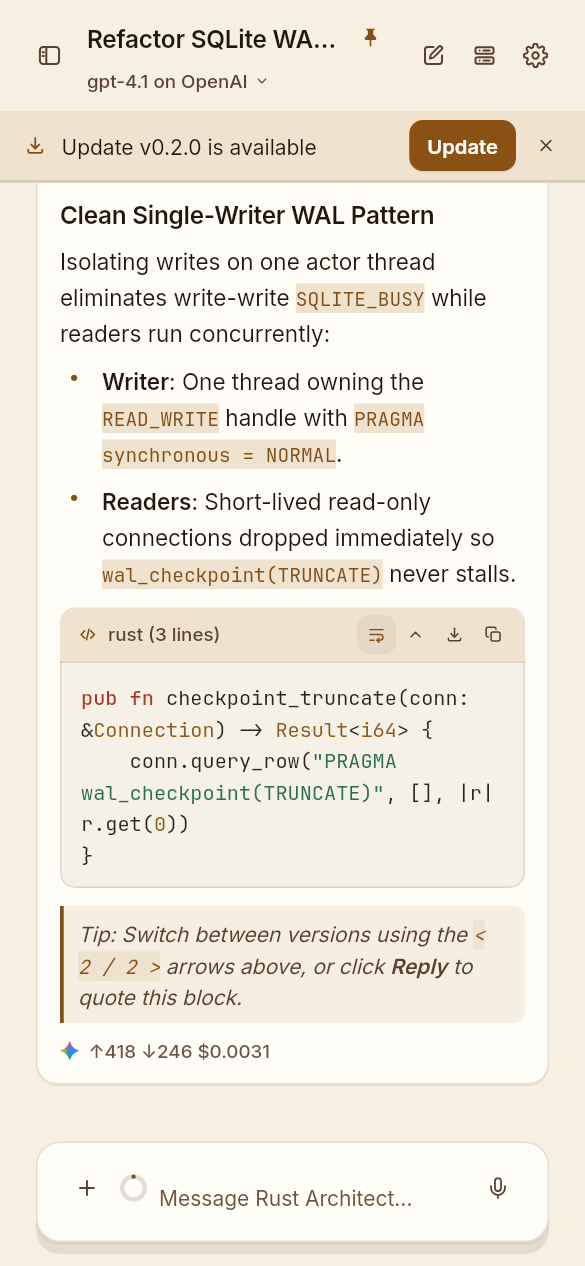 Refactor SQLite WA...
gpt-4.1 on OpenAI
Update v0.2.0 is available
Update
Clean Single-Writer WAL Pattern
Isolating writes on one actor thread
eliminates write-write SQLITE_BUSY while
readers run concurrently:
• Writer: One thread owning the
READ_WRITE handle with PRAGMA
synchronous = NORMAL.
• Readers: Short-lived read-only
connections dropped immediately so
wal_checkpoint(TRUNCATE) never stalls.
rust (3 lines)
pub fn checkpoint_truncate(conn:
&Connection) -> Result<i64> {
    conn.query_row("PRAGMA
wal_checkpoint(TRUNCATE)", [], |r|
r.get(0))
}
Tip: Switch between versions using the <
2 / 2 > arrows above, or click Reply to
quote this block.
↑418 ↓246 $0.0031
Message Rust Architect...